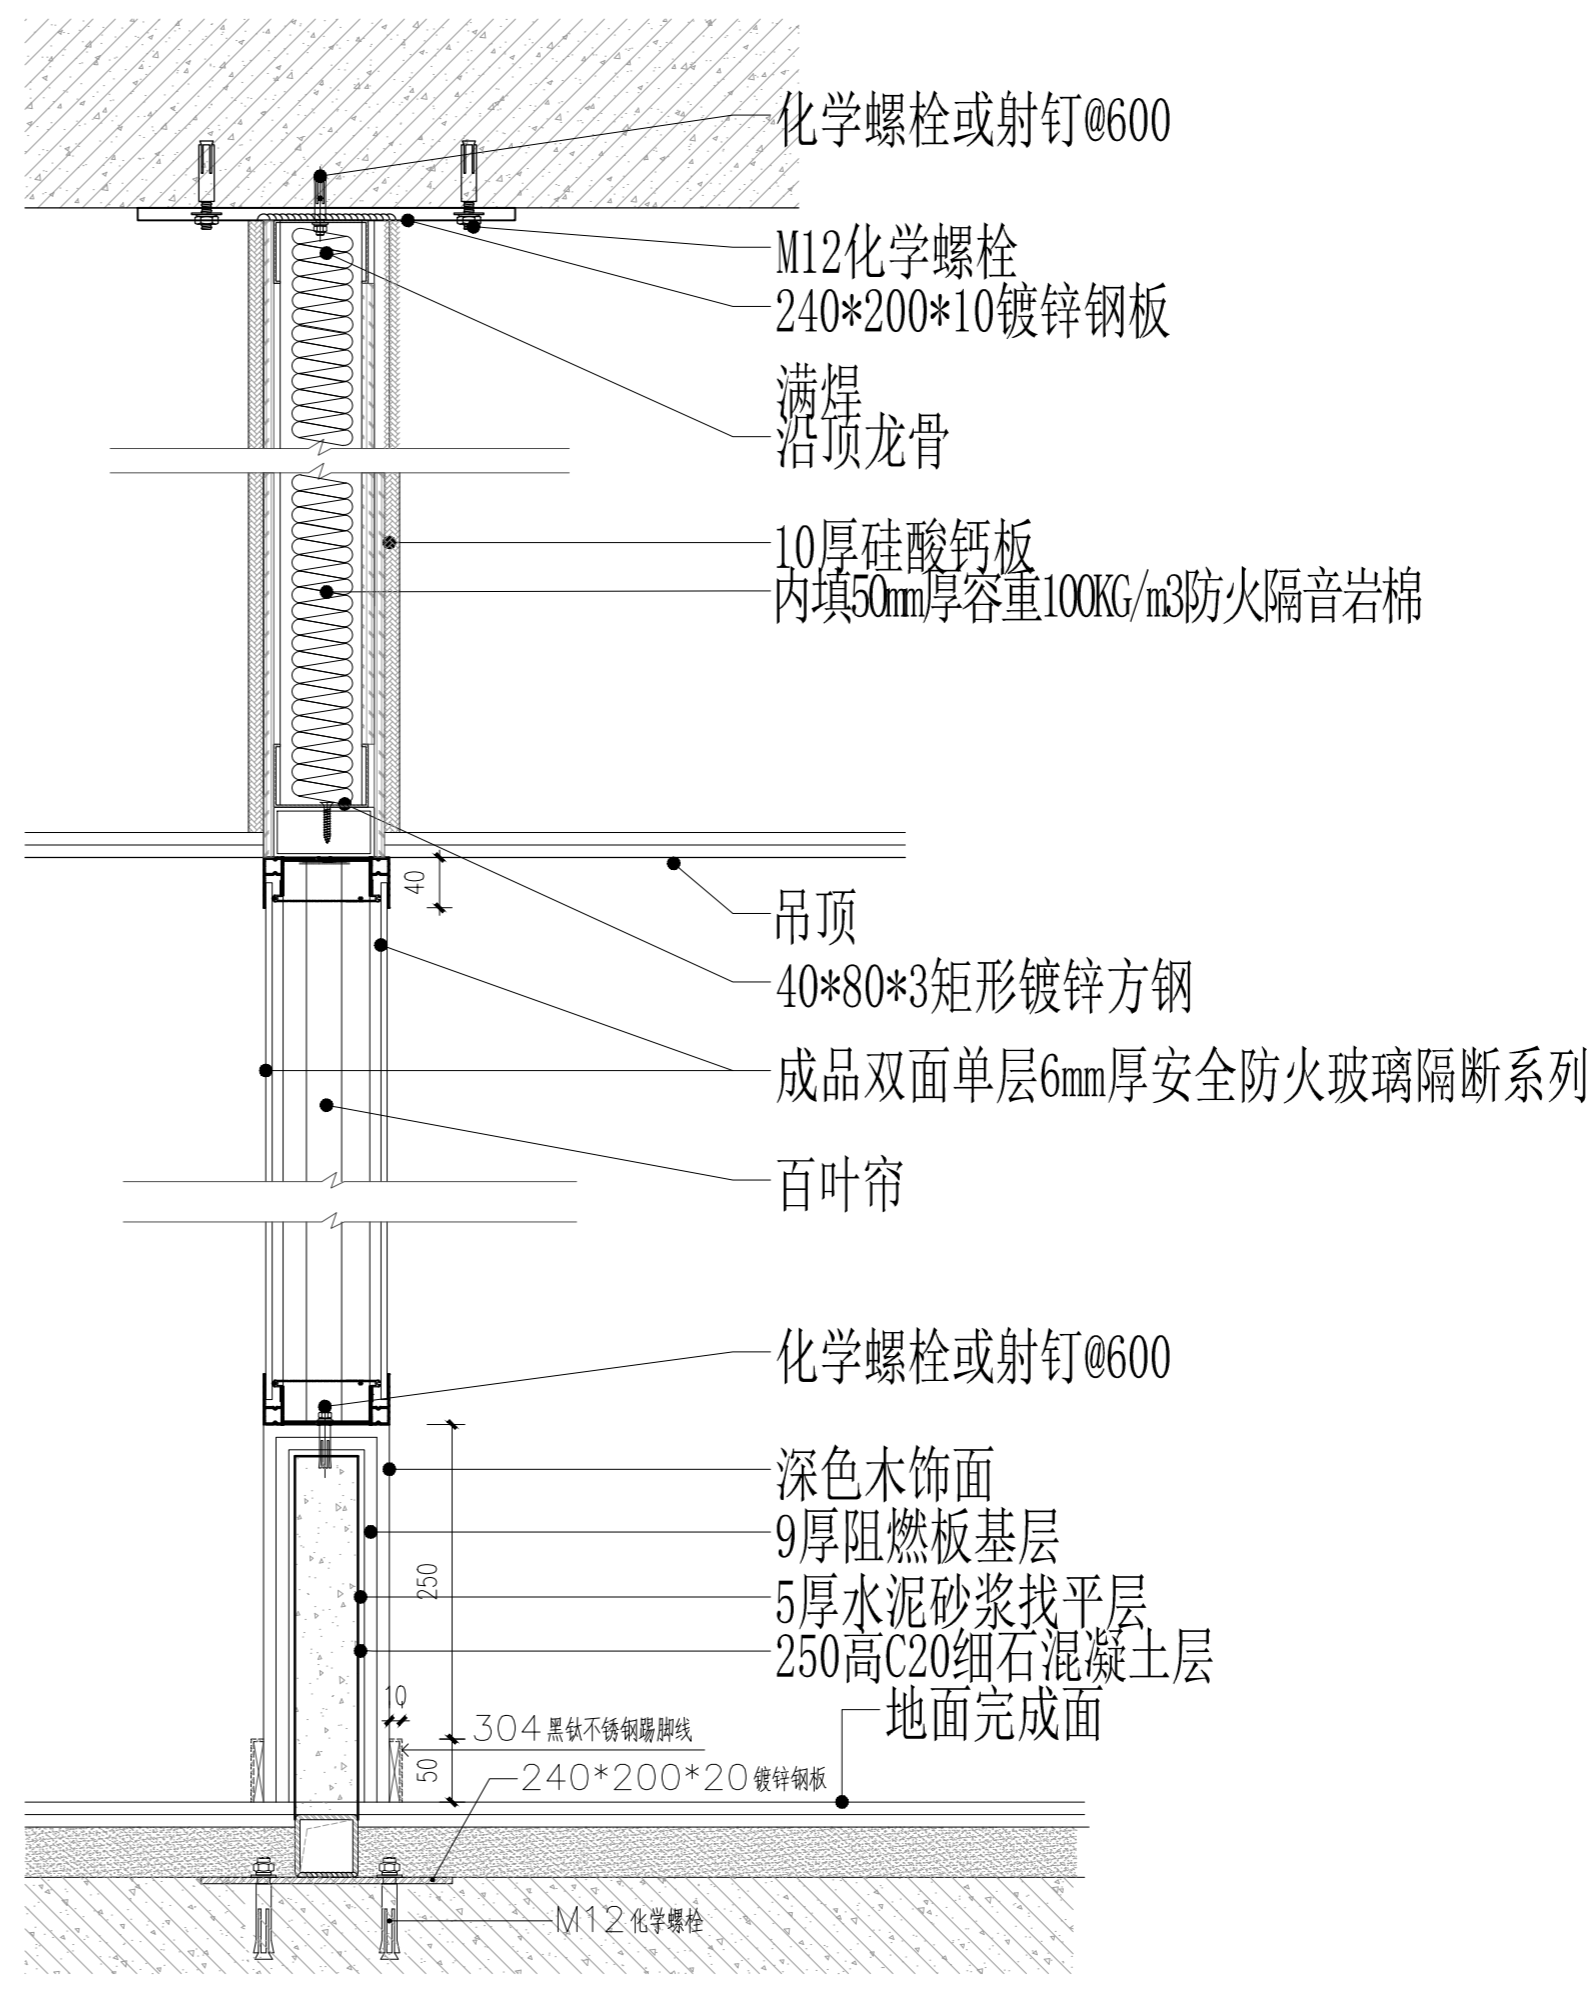 化学螺栓或射钉@600
M12化学螺栓
240*200*10镀锌钢板
满焊
沿顶龙骨
10厚硅酸钙板
内填50mm厚容重100KG/m3防火隔音岩棉
40
吊顶
40*80*3矩形镀锌方钢
成品双面单层6mm厚安全防火玻璃隔断系列
百叶帘
化学螺栓或射钉@600
深色木饰面
9厚阻燃板基层
250
5厚水泥砂浆找平层
250高C20细石混凝土层
10
地面完成面
304黑钛不锈钢踢脚线
50
240*200*20镀锌钢板
M12化学螺栓